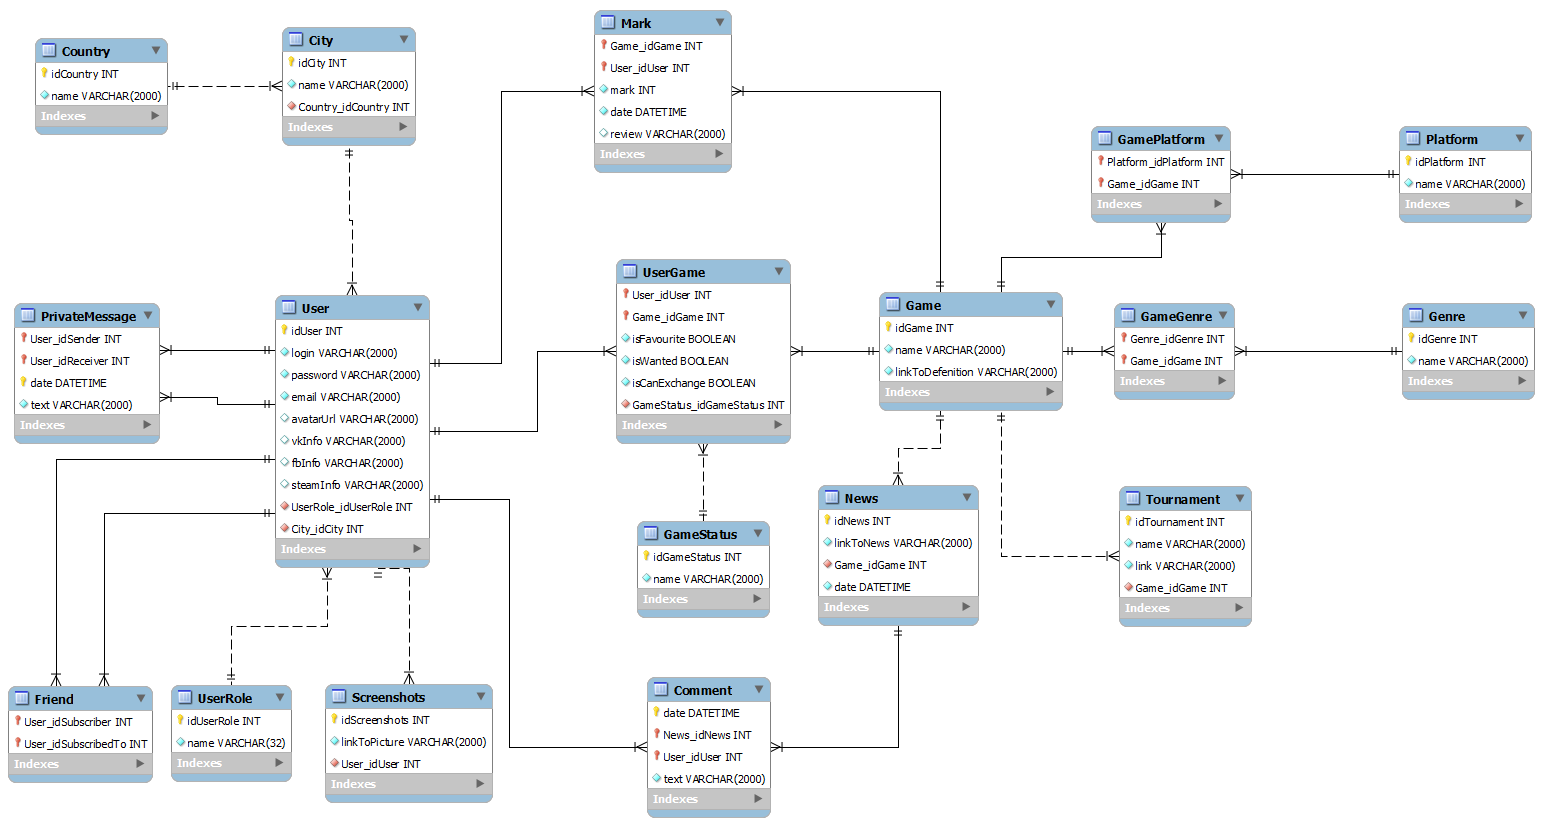 Country
idCountry INT
name VARCHAR(2000)
Indexes
City
idCity INT
name VARCHAR(2000)
Country_idCountry INT
Indexes
Mark
Game_idGame INT
User_idUser INT
mark INT
date DATETIME
review VARCHAR(2000)
Indexes
GamePlatform
Platform_idPlatform INT
Game_idGame INT
Indexes
Platform
idPlatform INT
name VARCHAR(2000)
Indexes
PrivateMessage
User_idSender INT
User_idReceiver INT
date DATETIME
text VARCHAR(2000)
Indexes
User
idUser INT
login VARCHAR(2000)
password VARCHAR(2000)
email VARCHAR(2000)
avatarUrl VARCHAR(2000)
vkInfo VARCHAR(2000)
fbInfo VARCHAR(2000)
steamInfo VARCHAR(2000)
UserRole_idUserRole INT
City_idCity INT
Indexes
UserGame
User_idUser INT
Game_idGame INT
isFavourite BOOLEAN
isWanted BOOLEAN
isCanExchange BOOLEAN
GameStatus_idGameStatus INT
Indexes
Game
idGame INT
name VARCHAR(2000)
linkToDefenition VARCHAR(2000)
Indexes
GameGenre
Genre_idGenre INT
Game_idGame INT
Indexes
Genre
idGenre INT
name VARCHAR(2000)
Indexes
GameStatus
idGameStatus INT
name VARCHAR(2000)
Indexes
News
idNews INT
linkToNews VARCHAR(2000)
Game_idGame INT
date DATETIME
Indexes
Tournament
idTournament INT
name VARCHAR(2000)
link VARCHAR(2000)
Game_idGame INT
Indexes
Friend
User_idSubscriber INT
User_idSubscribedTo INT
Indexes
UserRole
idUserRole INT
name VARCHAR(32)
Indexes
Screenshots
idScreenshots INT
linkToPicture VARCHAR(2000)
User_idUser INT
Indexes
Comment
date DATETIME
News_idNews INT
User_idUser INT
text VARCHAR(2000)
Indexes